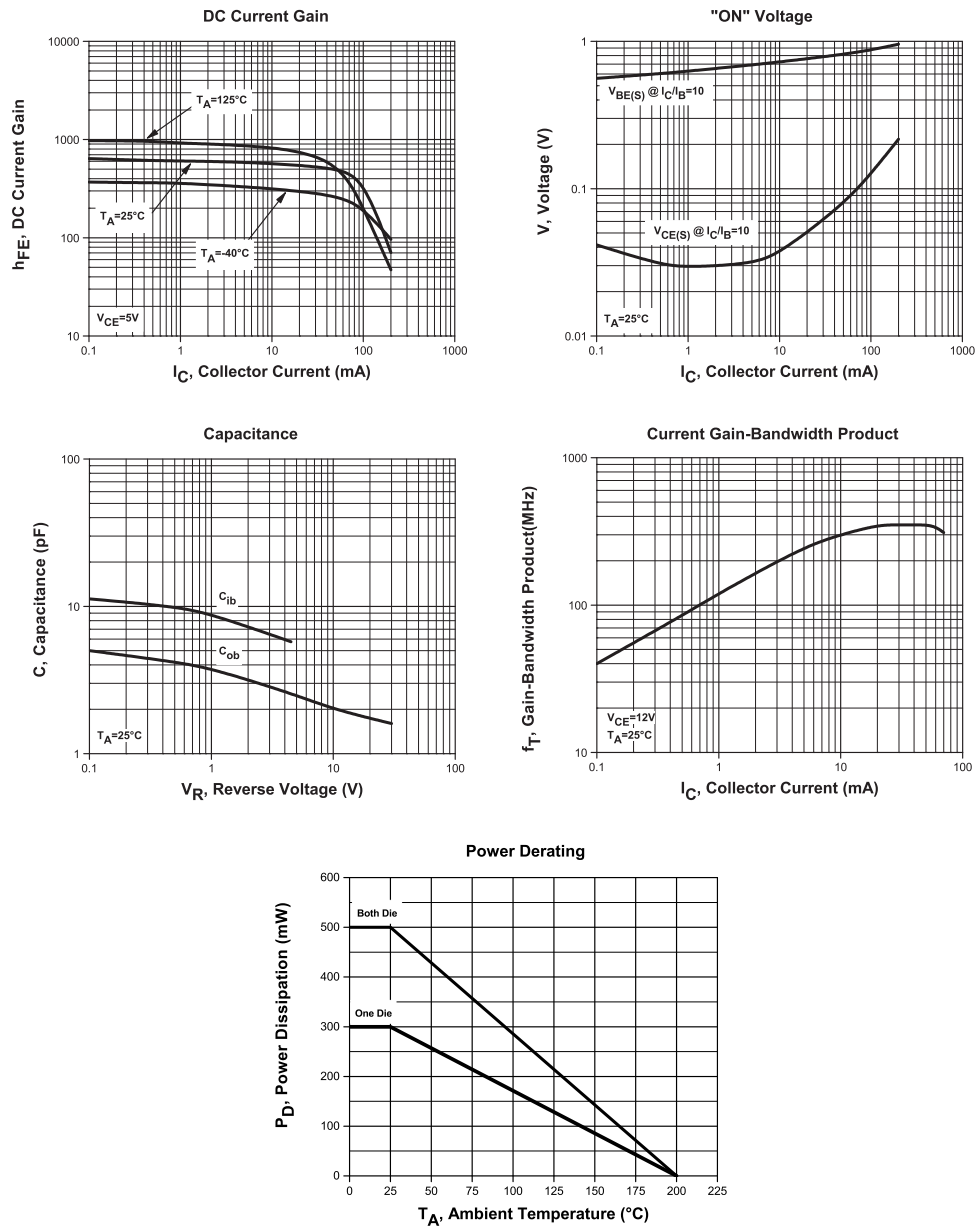 DC Current Gain
10000
1000
100
10
hFE, DC Current Gain
TA=125°C
TA=25°C
TA=-40°C
VCE=5V
0.1 1 10 100 1000
IC, Collector Current (mA)
"ON" Voltage
1
0.1
0.01
V, Voltage (V)
VBE(S) @ IC/IB=10
VCE(S) @ IC/IB=10
TA=25°C
0.1 1 10 100 1000
IC, Collector Current (mA)
Capacitance
100
10
1
C, Capacitance (pF)
Cib
Cob
TA=25°C
0.1 1 10 100
VR, Reverse Voltage (V)
Current Gain-Bandwidth Product
1000
100
10
fT, Gain-Bandwidth Product(MHz)
VCE=12V
TA=25°C
0.1 1 10 100
IC, Collector Current (mA)
Power Derating
600
500
400
300
200
100
0
PD, Power Dissipation (mW)
Both Die
One Die
0 25 50 75 100 125 150 175 200 225
TA, Ambient Temperature (°C)